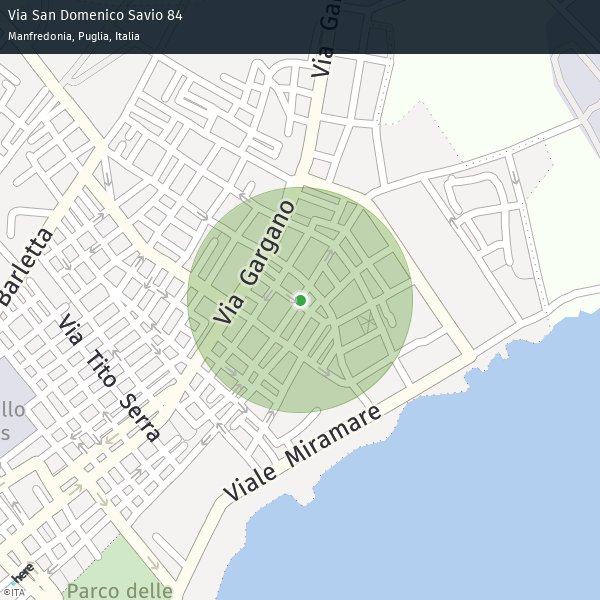 Via San Domenico Savio 84
Manfredonia, Puglia, Italia
Via Gar
Via Gargano
Barletta
Via Tito Serra
llo
s
Viale Miramare
Parco delle
here
©ITA